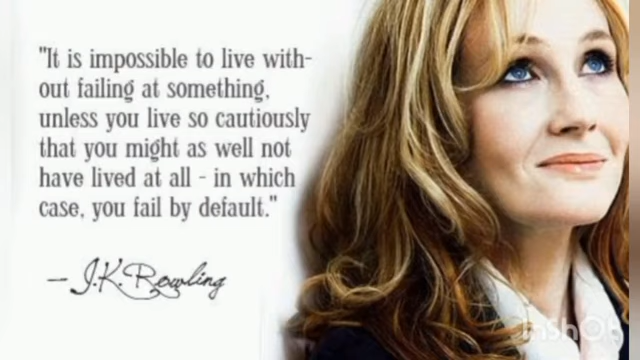 "It is impossible to live with-
out failing at something,
unless you live so cautiously
that you might as well not
have lived at all - in which
case, you fail by default."
– J.K.Rowling
InShOt